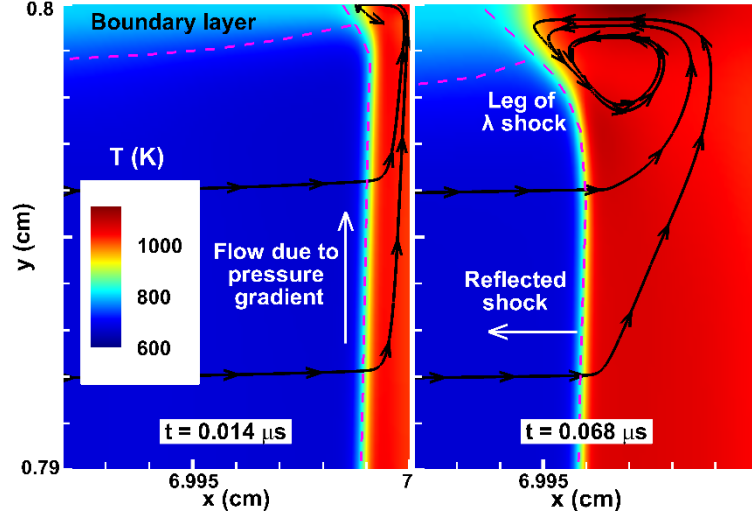 0.8
Boundary layer
T (K)
1000
800
600
y (cm)
Flow due to
pressure
gradient
t = 0.014 μs
0.79
6.995
7
x (cm)
Leg of
λ shock
Reflected
shock
t = 0.068 μs
6.995
x (cm)